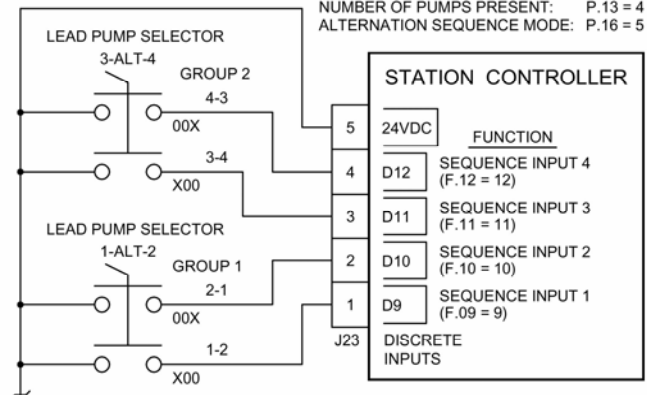 NUMBER OF PUMPS PRESENT: P.13 = 4
ALTERNATION SEQUENCE MODE: P.16 = 5
LEAD PUMP SELECTOR
3-ALT-4
GROUP 2
4-3
00X
3-4
X00
LEAD PUMP SELECTOR
1-ALT-2
GROUP 1
2-1
00X
1-2
X00
5
4
3
2
1
J23
STATION CONTROLLER
24VDC
FUNCTION
D12
SEQUENCE INPUT 4
(F.12 = 12)
D11
SEQUENCE INPUT 3
(F.11 = 11)
D10
SEQUENCE INPUT 2
(F.10 = 10)
D9
SEQUENCE INPUT 1
(F.09 = 9)
DISCRETE
INPUTS